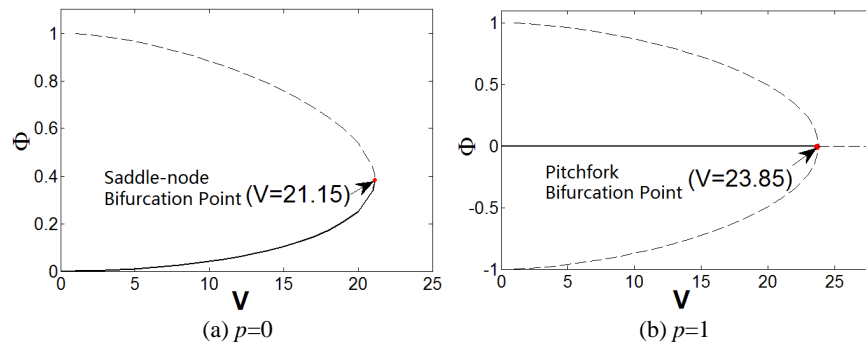 1
0.8
0.6
Φ
0.4
0.2
0
Saddle-node
Bifurcation Point (V=21.15)
0 5 10 15 20 25
V
(a) p=0
1
0.5
Φ 0
-0.5
-1
Pitchfork
Bifurcation Point (V=23.85)
0 5 10 15 20 25
V
(b) p=1